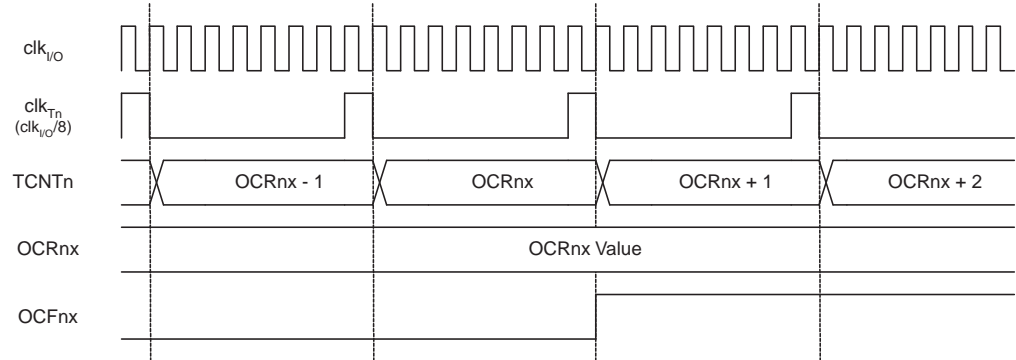 clkI/O
clkTn
(clkI/O/8)
TCNTn OCRnx - 1 OCRnx OCRnx + 1 OCRnx + 2
OCRnx OCRnx Value
OCFnx